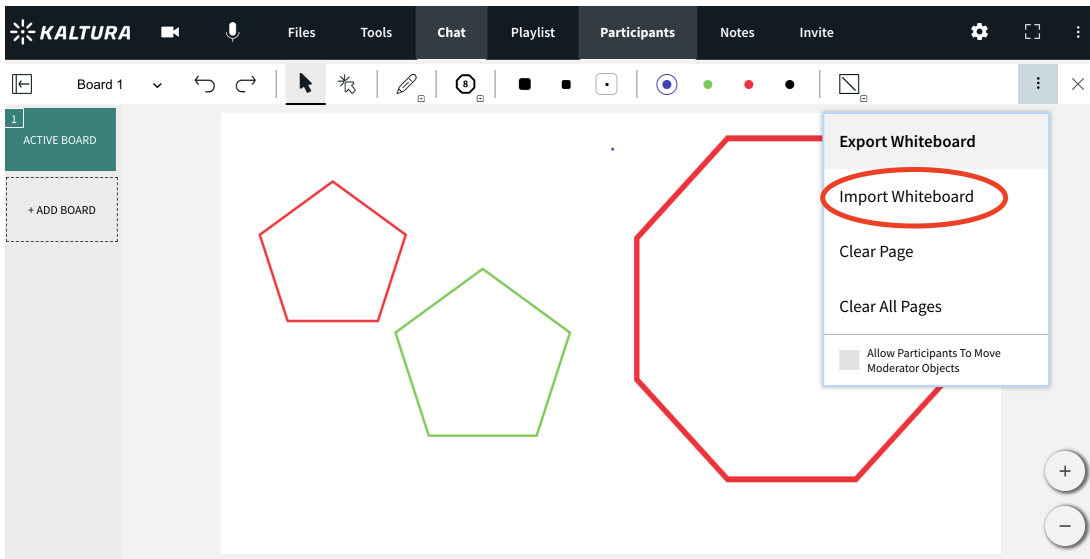 KALTURA Files Tools Chat Playlist Participants Notes Invite
Board 1 8
1
ACTIVE BOARD
+ ADD BOARD
Export Whiteboard
Import Whiteboard
Clear Page
Clear All Pages
Allow Participants To Move
Moderator Objects